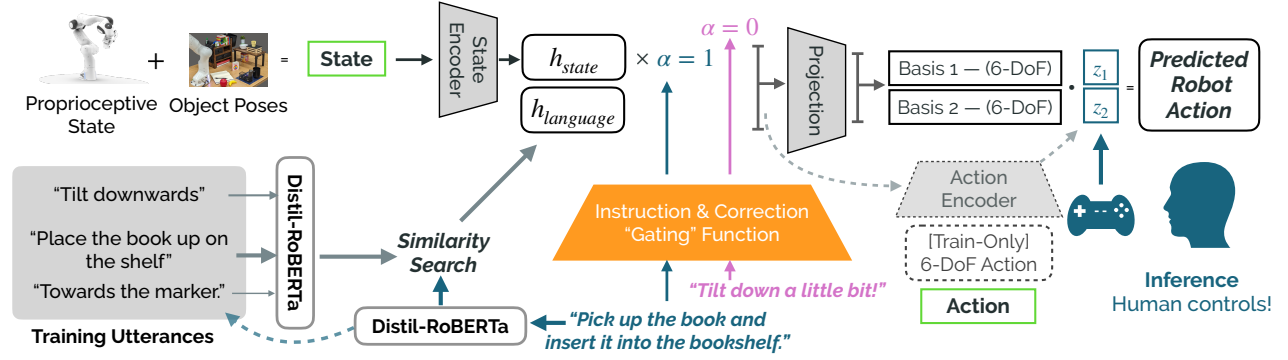 Proprioceptive
State
+
Object Poses
=
State
State
Encoder
h_state
h_language
× α = 1
α = 0
Projection
Basis 1 — (6-DoF)
Basis 2 — (6-DoF)
•
z₁
z₂
=
Predicted
Robot
Action
“Tilt downwards”
“Place the book up on
the shelf”
“Towards the marker.”
Training Utterances
Distil-RoBERTa
Similarity
Search
Distil-RoBERTa
Instruction & Correction
“Gating” Function
“Tilt down a little bit!”
“Pick up the book and
insert it into the bookshelf.”
Action
Encoder
[Train-Only]
6-DoF Action
Action
Inference
Human controls!